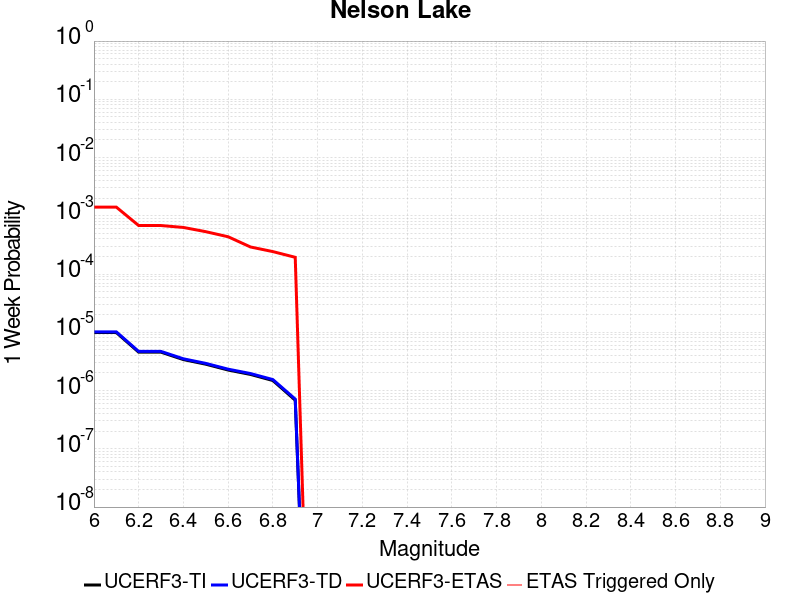 Nelson Lake
10 0
10 -1
10 -2
10 -3
10 -4
10 -5
10 -6
10 -7
10 -8
1 Week Probability
6 6.2 6.4 6.6 6.8 7 7.2 7.4 7.6 7.8 8 8.2 8.4 8.6 8.8 9
Magnitude
UCERF3-TI UCERF3-TD UCERF3-ETAS ETAS Triggered Only